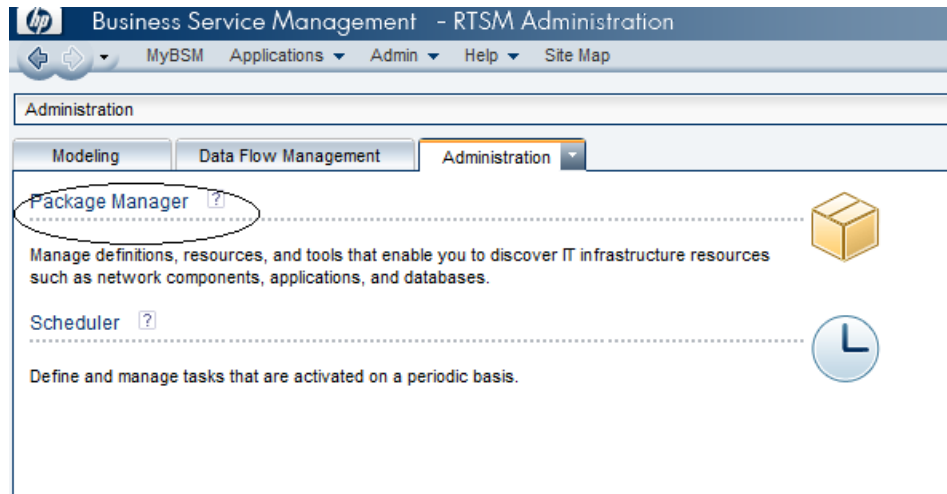 hp Business Service Management - RTSM Administration
MyBSM Applications Admin Help Site Map
Administration
Modeling Data Flow Management Administration
Package Manager ?
Manage definitions, resources, and tools that enable you to discover IT infrastructure resources
such as network components, applications, and databases.
Scheduler ?
Define and manage tasks that are activated on a periodic basis.